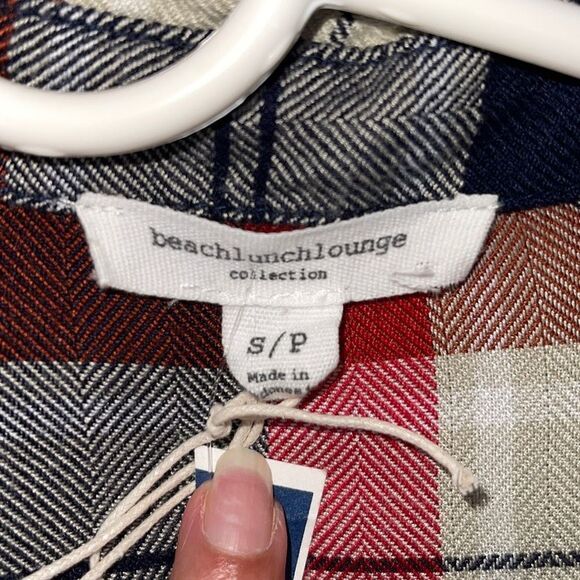 beachlunchlounge
collection
S/P
Made in